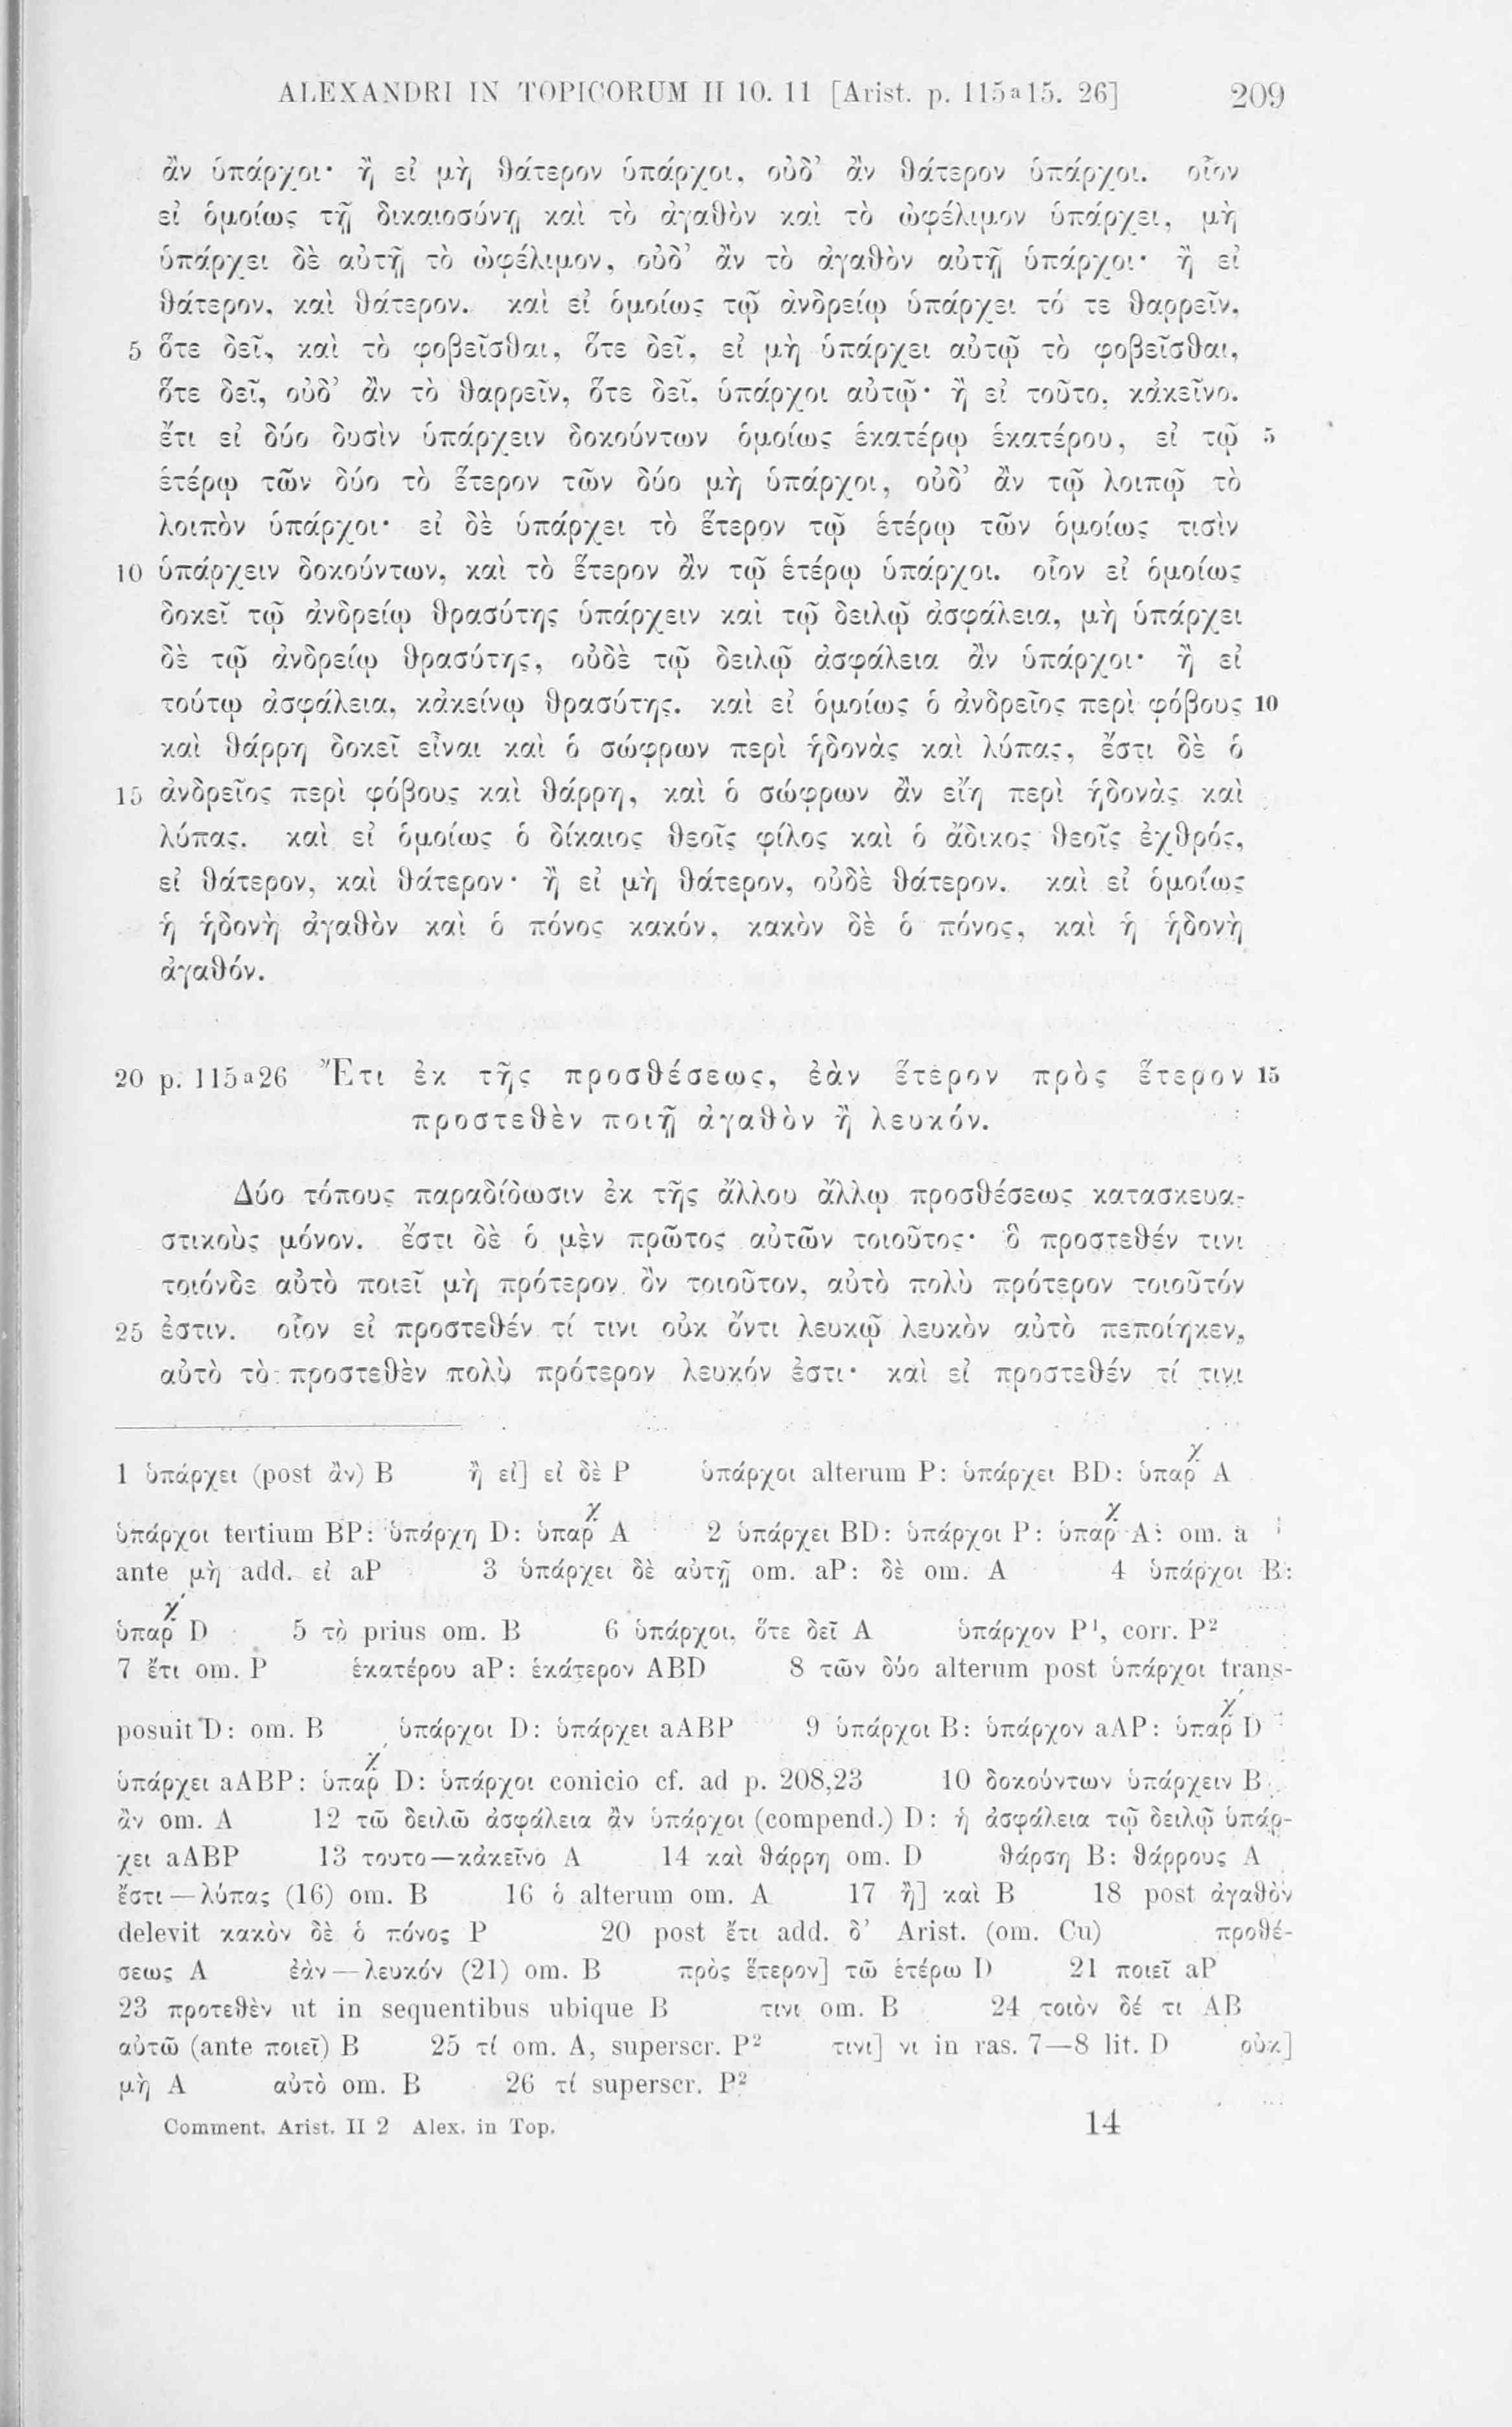 ALEXANDRI IN TOPICORUM II 10. 11 [Arist. p. 115ᵃ15. 26] 209
ἂν ὑπάρχοι· ἢ εἰ μὴ θάτερον ὑπάρχοι, οὐδ’ ἂν θάτερον ὑπάρχοι. οἷον
εἰ ὁμοίως τῇ δικαιοσύνῃ καὶ τὸ ἀγαθὸν καὶ τὸ ὠφέλιμον ὑπάρχει, μὴ
ὑπάρχει δὲ αὐτῇ τὸ ὠφέλιμον, οὐδ’ ἂν τὸ ἀγαθὸν αὐτῇ ὑπάρχοι· ἢ εἰ
θάτερον, καὶ θάτερον. καὶ εἰ ὁμοίως τῷ ἀνδρείῳ ὑπάρχει τό τε θαρρεῖν,
5 ὅτε δεῖ, καὶ τὸ φοβεῖσθαι, ὅτε δεῖ, εἰ μὴ ὑπάρχει αὐτῷ τὸ φοβεῖσθαι,
ὅτε δεῖ, οὐδ’ ἂν τὸ θαρρεῖν, ὅτε δεῖ, ὑπάρχοι αὐτῷ· ἢ εἰ τοῦτο, κἀκεῖνο.
ἔτι εἰ δύο δυσὶν ὑπάρχειν δοκούντων ὁμοίως ἑκατέρῳ ἑκατέρου, εἰ τῷ 5
ἑτέρῳ τῶν δύο τὸ ἕτερον τῶν δύο μὴ ὑπάρχοι, οὐδ’ ἂν τῷ λοιπῷ τὸ
λοιπὸν ὑπάρχοι· εἰ δὲ ὑπάρχει τὸ ἕτερον τῷ ἑτέρῳ τῶν ὁμοίως τισὶν
10 ὑπάρχειν δοκούντων, καὶ τὸ ἕτερον ἂν τῷ ἑτέρῳ ὑπάρχοι. οἷον εἰ ὁμοίως
δοκεῖ τῷ ἀνδρείῳ θρασύτης ὑπάρχειν καὶ τῷ δειλῷ ἀσφάλεια, μὴ ὑπάρχει
δὲ τῷ ἀνδρείῳ θρασύτης, οὐδὲ τῷ δειλῷ ἀσφάλεια ἂν ὑπάρχοι· ἢ εἰ
τούτῳ ἀσφάλεια, κἀκείνῳ θρασύτης. καὶ εἰ ὁμοίως ὁ ἀνδρεῖος περὶ φόβους 10
καὶ θάρρη δοκεῖ εἶναι καὶ ὁ σώφρων περὶ ἡδονὰς καὶ λύπας, ἔστι δὲ ὁ
15 ἀνδρεῖος περὶ φόβους καὶ θάρρη, καὶ ὁ σώφρων ἂν εἴη περὶ ἡδονὰς καὶ
λύπας. καὶ εἰ ὁμοίως ὁ δίκαιος θεοῖς φίλος καὶ ὁ ἄδικος θεοῖς ἐχθρός,
εἰ θάτερον, καὶ θάτερον· ἢ εἰ μὴ θάτερον, οὐδὲ θάτερον. καὶ εἰ ὁμοίως
ἡ ἡδονὴ ἀγαθὸν καὶ ὁ πόνος κακόν, κακὸν δὲ ὁ πόνος, καὶ ἡ ἡδονὴ
ἀγαθόν.
20 p. 115ᵃ26 Ἔτι ἐκ τῆς προσθέσεως, ἐὰν ἕτερον πρὸς ἕτερον 15
προστεθὲν ποιῇ ἀγαθὸν ἢ λευκόν.
Δύο τόπους παραδίδωσιν ἐκ τῆς ἄλλου ἄλλῳ προσθέσεως κατασκευα-
στικοὺς μόνον. ἔστι δὲ ὁ μὲν πρῶτος αὐτῶν τοιοῦτος· ὃ προστεθέν τινι
τοιόνδε αὐτὸ ποιεῖ μὴ πρότερον ὂν τοιοῦτον, αὐτὸ πολὺ πρότερον τοιοῦτόν
25 ἐστιν. οἷον εἰ προστεθέν τί τινι οὐκ ὄντι λευκῷ λευκὸν αὐτὸ πεποίηκεν,
αὐτὸ τὸ προστεθὲν πολὺ πρότερον λευκόν ἐστι· καὶ εἰ προστεθέν τί τινι
1 ὑπάρχει (post ἂν) B ἢ εἰ] εἰ δὲ P ὑπάρχοι alterum P: ὑπάρχει BD: ὑπαρχ A
ὑπάρχοι tertium BP: ὑπάρχῃ D: ὑπαρχ A 2 ὑπάρχει BD: ὑπάρχοι P: ὑπαρχ A: om. a
ante μὴ add. εἰ aP 3 ὑπάρχει δὲ αὐτῇ om. aP: δὲ om. A 4 ὑπάρχοι B:
ὑπαρχ D 5 τὸ prius om. B 6 ὑπάρχοι, ὅτε δεῖ A ὑπάρχον P¹, corr. P²
7 ἔτι om. P ἑκατέρου aP: ἑκάτερον ABD 8 τῶν δύο alterum post ὑπάρχοι trans-
posuit D: om. B ὑπάρχοι D: ὑπάρχει aABP 9 ὑπάρχοι B: ὑπάρχον aAP: ὑπαρχ D
ὑπάρχει aABP: ὑπαρχ D: ὑπάρχοι conicio cf. ad p. 208,23 10 δοκούντων ὑπάρχειν B
ἂν om. A 12 τῶ δειλῶ ἀσφάλεια ἂν ὑπάρχοι (compend.) D: ἡ ἀσφάλεια τῷ δειλῷ ὑπάρ-
χει aABP 13 τουτο—κἀκεῖνο A 14 καὶ θάρρη om. D θάρση B: θάρρους A
ἔστι—λύπας (16) om. B 16 ὁ alterum om. A 17 ἢ] καὶ B 18 post ἀγαθὸν
delevit κακὸν δὲ ὁ πόνος P 20 post ἔτι add. δ’ Arist. (om. Cu) προθέ-
σεως A ἐὰν—λευκόν (21) om. B πρὸς ἕτερον] τῶ ἑτέρω D 21 ποιεῖ aP
23 προτεθὲν ut in sequentibus ubique B τινι om. B 24 τοιὸν δέ τι AB
αὐτῶ (ante ποιεῖ) B 25 τί om. A, superscr. P² τινι] νι in ras. 7—8 lit. D οὐκ]
μὴ A αὐτὸ om. B 26 τί superscr. P²
Comment. Arist. II 2 Alex. in Top. 14